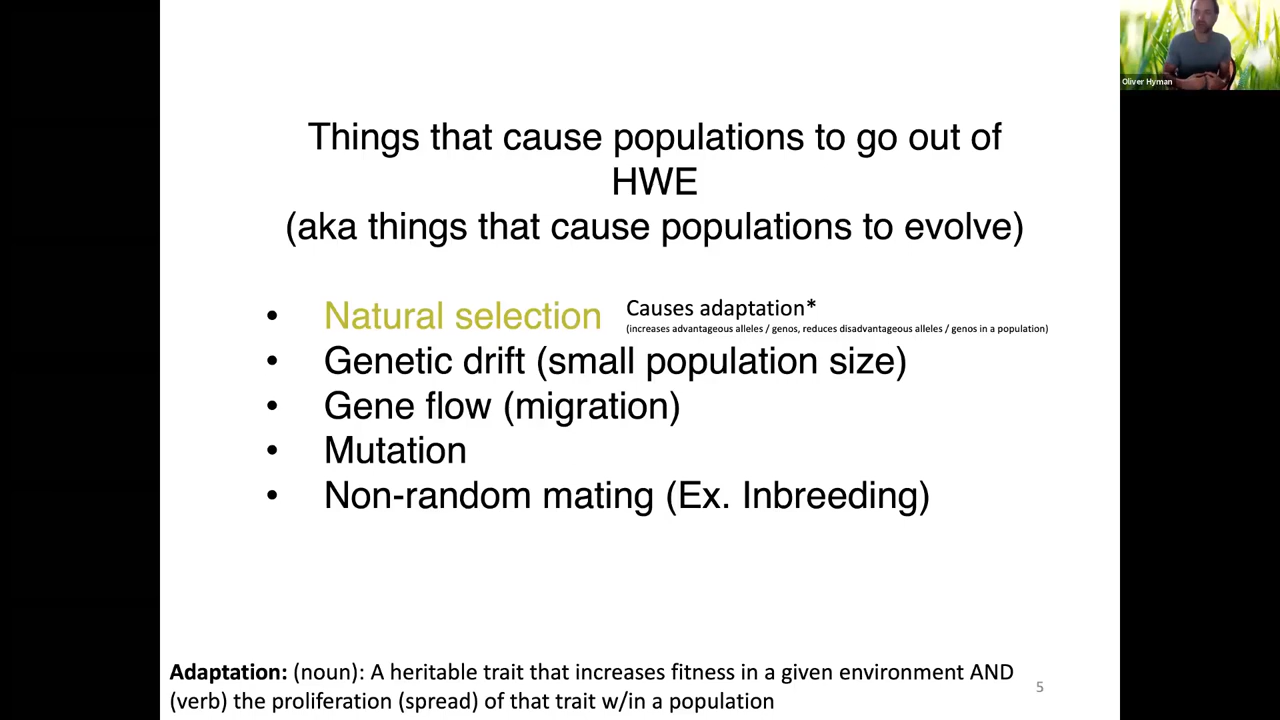 Oliver Hyman
Things that cause populations to go out of
HWE
(aka things that cause populations to evolve)
• Natural selection Causes adaptation*
(increases advantageous alleles / genos, reduces disadvantageous alleles / genos in a population)
• Genetic drift (small population size)
• Gene flow (migration)
• Mutation
• Non-random mating (Ex. Inbreeding)
Adaptation: (noun): A heritable trait that increases fitness in a given environment AND
(verb) the proliferation (spread) of that trait w/in a population
5